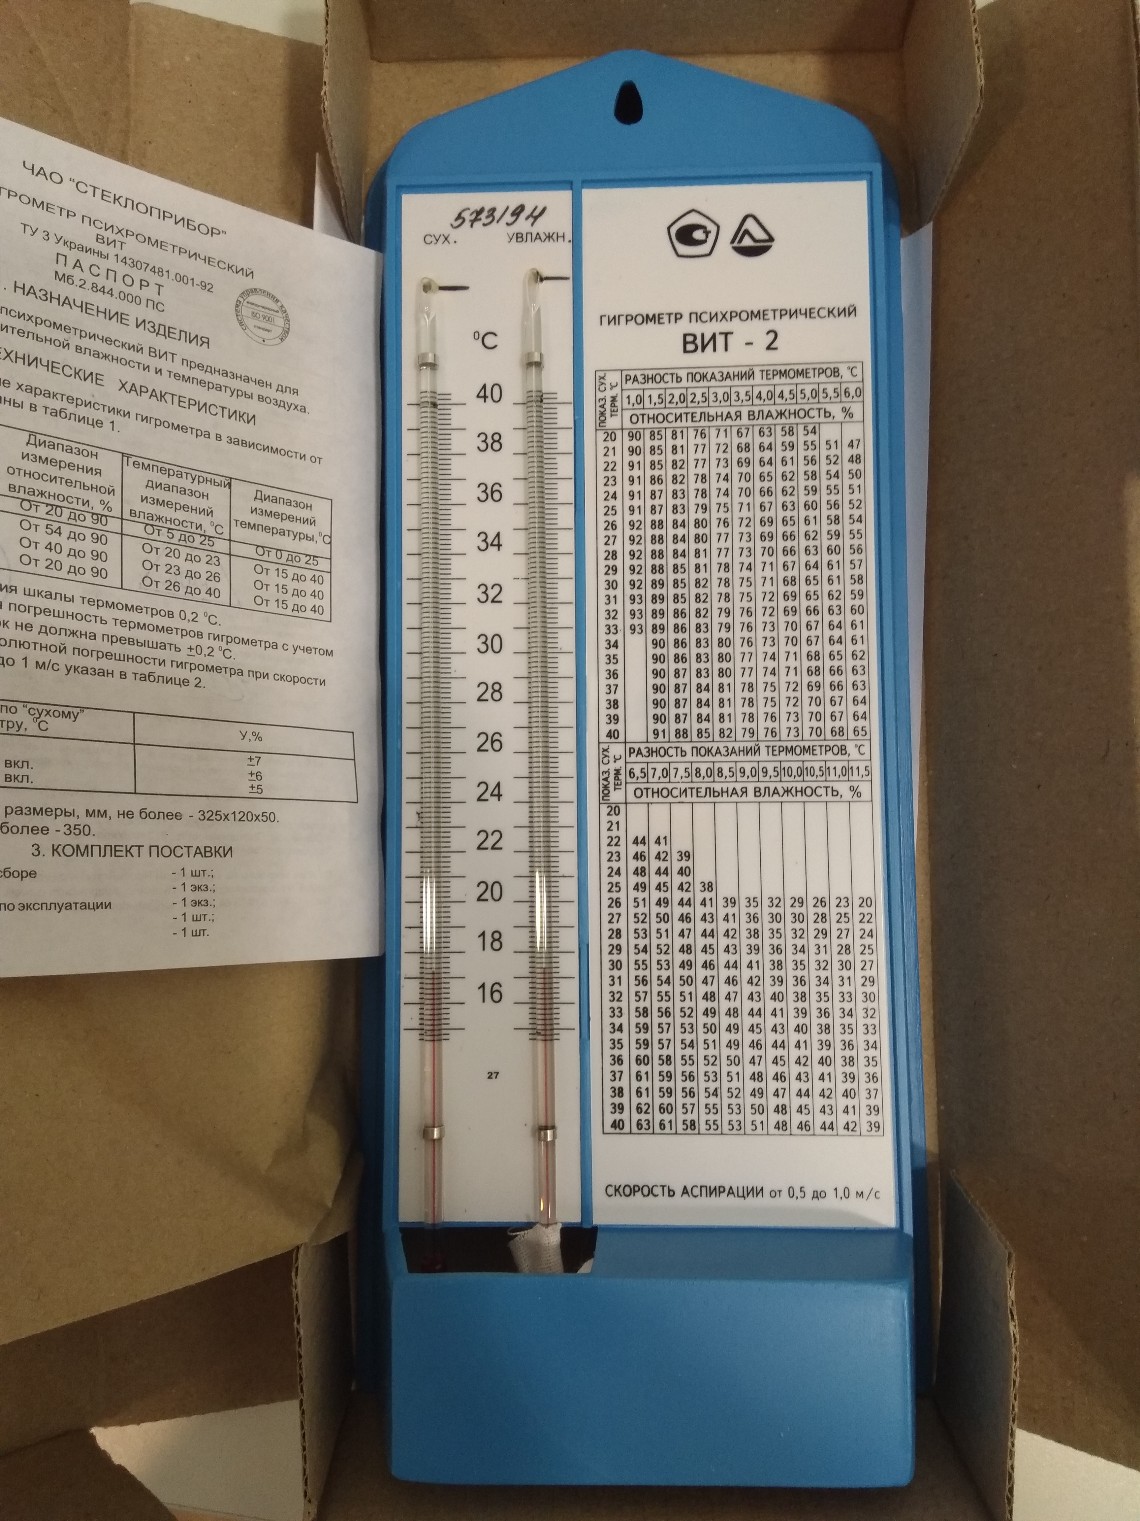 ЧАО "СТЕКЛОПРИБОР"
ГРОМЕТР ПСИХРОМЕТРИЧЕСКИЙ
ВИТ
ТУ 3 Украины 14307481.001-92
ПАСПОРТ
Мб.2.844.000 ПС
. НАЗНАЧЕНИЕ ИЗДЕЛИЯ
ISO 9001
психрометрический ВИТ предназначен для
ительной влажности и температуры воздуха.
ЕХНИЧЕСКИЕ ХАРАКТЕРИСТИКИ
е характеристики гигрометра в зависимости от
ны в таблице 1.
Диапазон измерения относительной влажности, %
Температурный диапазон измерений влажности, °С
Диапазон измерений температуры, °С
От 20 до 90 От 5 до 25 От 0 до 25
От 54 до 90 От 20 до 23 От 15 до 40
От 40 до 90 От 23 до 26 От 15 до 40
От 20 до 90 От 26 до 40 От 15 до 40
ия шкалы термометров 0,2 °С.
погрешность термометров гигрометра с учетом
ок не должна превышать ±0,2 °С.
солютной погрешности гигрометра при скорости
до 1 м/с указан в таблице 2.
по "сухому"
тру, °С У,%
вкл. ±7
вкл. ±6
±5
размеры, мм, не более - 325х120х50.
более - 350.
3. КОМПЛЕКТ ПОСТАВКИ
сборе - 1 шт.;
- 1 экз.;
- 1 экз.;
по эксплуатации - 1 шт.;
- 1 шт.
573194
СУХ. УВЛАЖН.
°С
40
38
36
34
32
30
28
26
24
22
20
18
16
27
ГИГРОМЕТР ПСИХРОМЕТРИЧЕСКИЙ
ВИТ - 2
ПОКАЗ. СУХ. ТЕРМ. °С
РАЗНОСТЬ ПОКАЗАНИЙ ТЕРМОМЕТРОВ, °С
1,0 1,5 2,0 2,5 3,0 3,5 4,0 4,5 5,0 5,5 6,0
ОТНОСИТЕЛЬНАЯ ВЛАЖНОСТЬ, %
20 90 85 81 76 71 67 63 58 54
21 90 85 81 77 72 68 64 59 55 51 47
22 91 85 82 77 73 69 64 61 56 52 48
23 91 86 82 78 74 70 65 62 58 54 50
24 91 87 83 78 74 70 66 62 59 55 51
25 91 87 83 79 75 71 67 63 60 56 52
26 92 88 84 80 76 72 69 65 61 58 54
27 92 88 84 80 77 73 69 66 62 59 55
28 92 88 84 81 77 73 70 66 63 60 56
29 92 88 85 81 78 74 71 67 64 61 57
30 92 89 85 82 78 75 71 68 65 61 58
31 93 89 85 82 78 75 72 69 65 62 59
32 93 89 86 82 79 76 72 69 66 63 60
33 93 89 86 83 79 76 73 70 67 64 61
34 90 86 83 80 76 73 70 67 64 61
35 90 86 83 80 77 74 71 68 65 62
36 90 87 83 80 77 74 71 68 66 63
37 90 87 84 81 78 75 72 69 66 63
38 90 87 84 81 78 75 72 70 67 64
39 90 87 84 81 78 76 73 70 67 64
40 91 88 85 82 79 76 73 70 68 65
ПОКАЗ. СУХ. ТЕРМ. °С
РАЗНОСТЬ ПОКАЗАНИЙ ТЕРМОМЕТРОВ, °С
6,5 7,0 7,5 8,0 8,5 9,0 9,5 10,0 10,5 11,0 11,5
ОТНОСИТЕЛЬНАЯ ВЛАЖНОСТЬ, %
20
21
22 44 41
23 46 42 39
24 48 44 40
25 49 45 42 38
26 51 49 44 41 39 35 32 29 26 23 20
27 52 50 46 43 41 36 30 30 28 25 22
28 53 51 47 44 42 38 35 32 29 27 24
29 54 52 48 45 43 39 36 34 31 28 25
30 55 53 49 46 44 41 38 35 32 30 27
31 56 54 50 47 46 42 39 36 34 31 29
32 57 55 51 48 47 43 40 38 35 33 30
33 58 56 52 49 48 44 41 39 36 34 32
34 59 57 53 50 49 45 43 40 38 35 33
35 59 57 54 51 49 46 44 41 39 36 34
36 60 58 55 52 50 47 45 42 40 38 35
37 61 59 56 53 51 48 46 43 41 39 36
38 61 59 56 54 52 49 47 44 42 40 37
39 62 60 57 55 53 50 48 45 43 41 39
40 63 61 58 55 53 51 48 46 44 42 39
СКОРОСТЬ АСПИРАЦИИ от 0,5 до 1,0 м/с